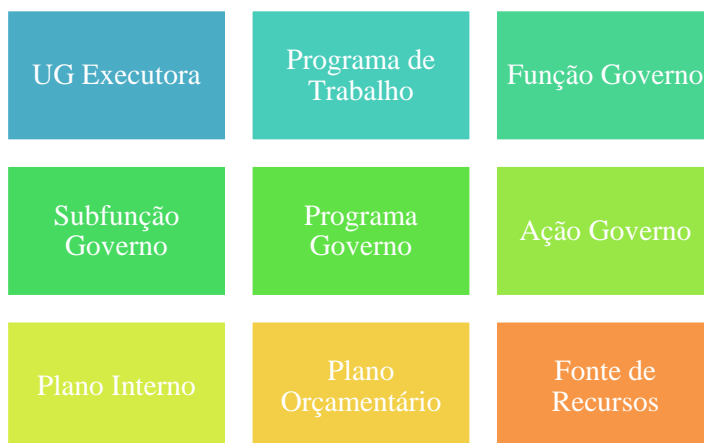 UG Executora
Programa de
Trabalho
Função Governo
Subfunção
Governo
Programa
Governo
Ação Governo
Plano Interno
Plano
Orçamentário
Fonte de
Recursos